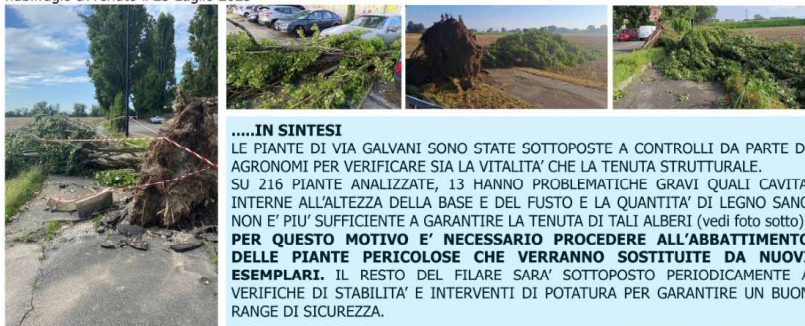 .....IN SINTESI
LE PIANTE DI VIA GALVANI SONO STATE SOTTOPOSTE A CONTROLLI DA PARTE D
AGRONOMI PER VERIFICARE SIA LA VITALITA' CHE LA TENUTA STRUTTURALE.
SU 216 PIANTE ANALIZZATE, 13 HANNO PROBLEMATICHE GRAVI QUALI CAVITA
INTERNE ALL'ALTEZZA DELLA BASE E DEL FUSTO E LA QUANTITA' DI LEGNO SANO
NON E' PIU' SUFFICIENTE A GARANTIRE LA TENUTA DI TALI ALBERI (vedi foto sotto)
PER QUESTO MOTIVO E' NECESSARIO PROCEDERE ALL'ABBATTIMENTO
DELLE PIANTE PERICOLOSE CHE VERRANNO SOSTITUITE DA NUOVI
ESEMPLARI. IL RESTO DEL FILARE SARA' SOTTOPOSTO PERIODICAMENTE A
VERIFICHE DI STABILITA' E INTERVENTI DI POTATURA PER GARANTIRE UN BUON
RANGE DI SICUREZZA.